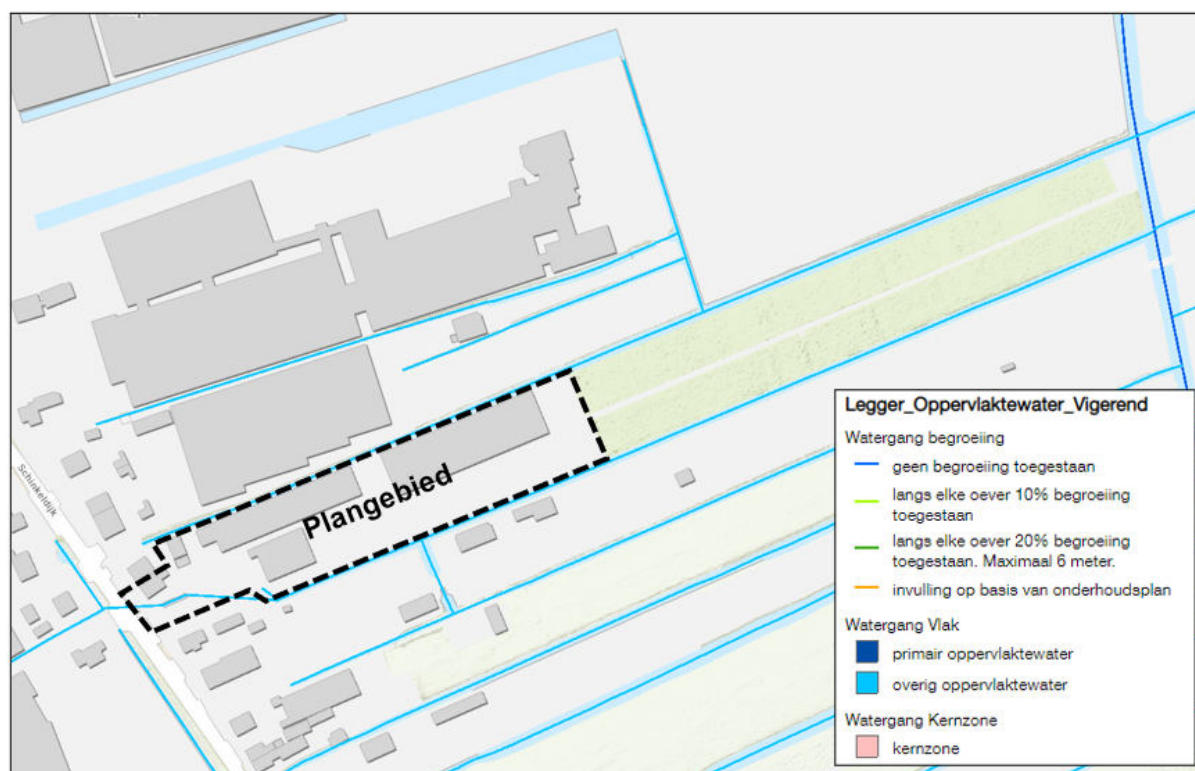 Schinkeldijk
Plangebied
Legger_Oppervlaktewater_Vigerend
Watergang begroeiing
geen begroeiing toegestaan
langs elke oever 10% begroeiing
toegestaan
langs elke oever 20% begroeiing
toegestaan. Maximaal 6 meter.
invulling op basis van onderhoudsplan
Watergang Vlak
primair oppervlaktewater
overig oppervlaktewater
Watergang Kernzone
kernzone